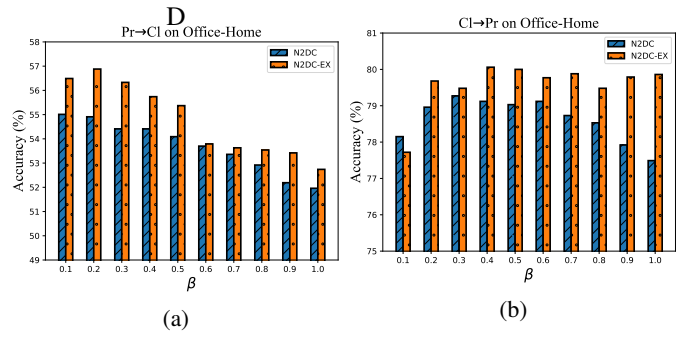 D
Pr→Cl on Office-Home
58
57
56
55
54
53
52
51
50
49
Accuracy (%)
N2DC
N2DC-EX
0.1 0.2 0.3 0.4 0.5 0.6 0.7 0.8 0.9 1.0
β
(a)
Cl→Pr on Office-Home
81
80
79
78
77
76
75
Accuracy (%)
N2DC
N2DC-EX
0.1 0.2 0.3 0.4 0.5 0.6 0.7 0.8 0.9 1.0
β
(b)